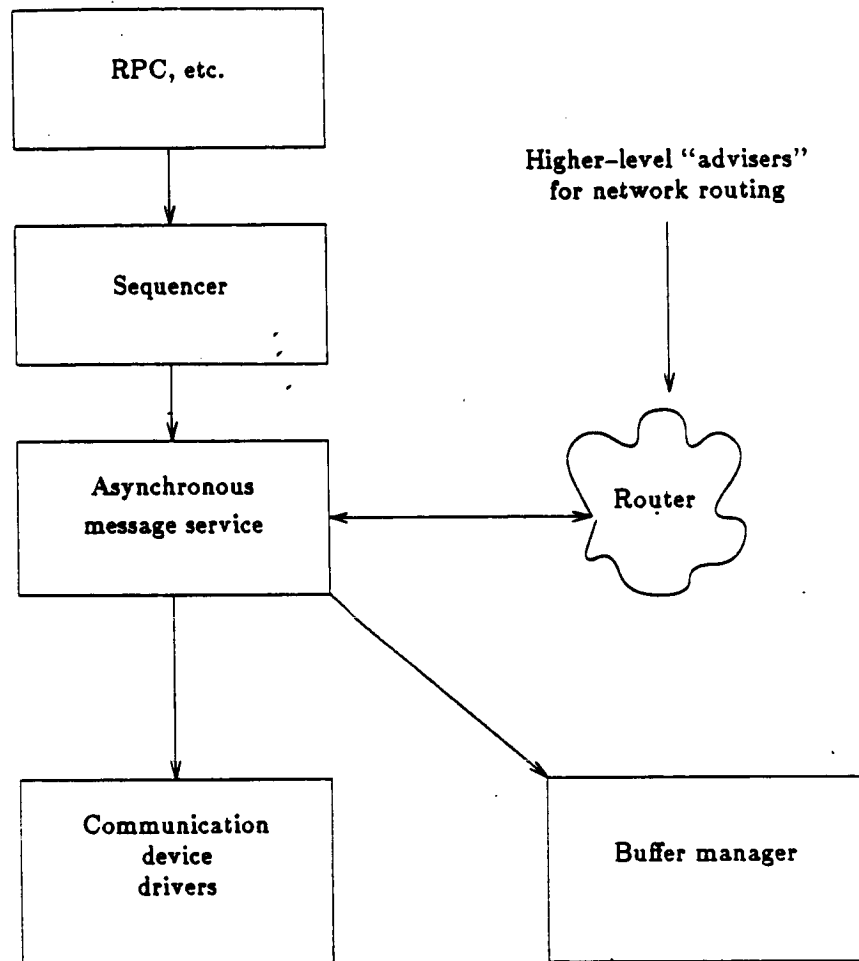 RPC, etc.
Higher–level “advisers”
for network routing
Sequencer
Asynchronous
message service
Router
Communication
device
drivers
Buffer manager